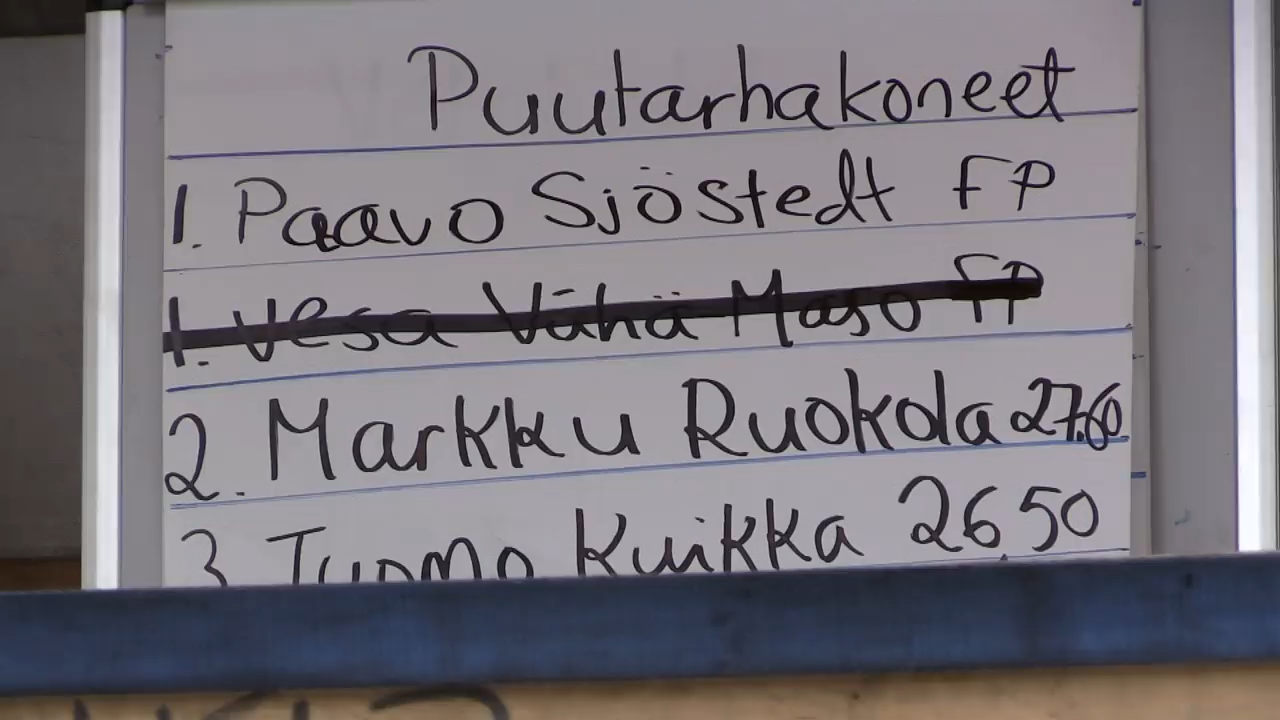 Puutarhakoneet
1. Paavo Sjöstedt FP
1. Vesa Vähä Maso FP
2. Markku Ruokola 27.60
3 Tuomo Kuikka 26,50